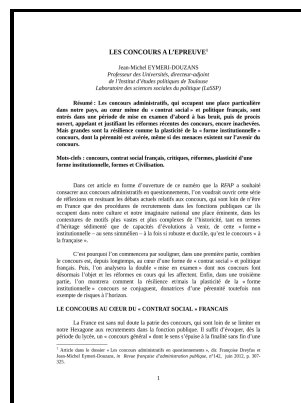 LES CONCOURS A L'EPREUVE¹
Jean-Michel EYMERI-DOUZANS
Professeur des Universités, directeur-adjoint
de l'Institut d'études politiques de Toulouse
Laboratoire des sciences sociales du politique (LaSSP)
Résumé : Les concours administratifs, qui occupent une place particulière
dans notre pays, au cœur même du « contrat social » et politique français, sont
entrés dans une période de mise en examen d'abord à bas bruit, puis de procès
ouvert, appelant et justifiant les réformes récentes des concours, encore inachevées.
Mais grandes sont la résilience comme la plasticité de la « forme institutionnelle »
concours, dont la pérennité est avérée, même si des menaces existent sur l'avenir du
concours.
Mots-clefs : concours, contrat social français, critiques, réformes, plasticité d'une
forme institutionnelle, formes et Civilisation.
Dans cet article en forme d'ouverture de ce numéro que la RFAP a souhaité
consacrer aux concours administratifs en questionnements, l'on voudrait ouvrir cette série
de réflexions en restituant les débats actuels relatifs aux concours, qui sont loin de n'être
en France que des procédures de recrutement dans les fonctions publiques car ils
occupent dans notre culture et notre imaginaire national une place éminente, dans les
contextures de motifs plus vastes et plus complexes de l'historicité, tant en termes
d'héritage sédimenté que de capacités d'évolutions à venir, de cette « forme
institutionnelle – au sens simmelien – à la fois si robuste et ductile, qu'est le concours « à
la française ».
C'est pourquoi l'on commencera par souligner, dans une première partie, combien
le concours est, depuis longtemps, au cœur d'une forme de « contrat social » et politique
français. Puis, l'on analysera la double « mise en examen » dont nos concours font
désormais l'objet et les réformes en cours qui les affectent. Enfin, dans une troisième
partie, l'on montrera comment la résilience et/mais la plasticité de la « forme
institutionnelle » concours se conjuguent, donatrices d'une pérennité toutefois non
exempte de risques à l'horizon.
LE CONCOURS AU CŒUR DU « CONTRAT SOCIAL » FRANCAIS
La France est sans nul doute la patrie des concours, qui sont loin de se limiter en
notre Hexagone aux recrutements dans la fonction publique. Il suffit d'évoquer, dès la
période du lycée, un « concours général » dont le sens s'épuise à la finalité sans fin d'une
¹ Article dans le dossier « Les concours administratifs en questionnements », dir. Françoise Dreyfus et
Jean-Michel Eymeri-Douzans, in Revue française d'administration publique, n°142, juin 2012, p. 307-
325.
1